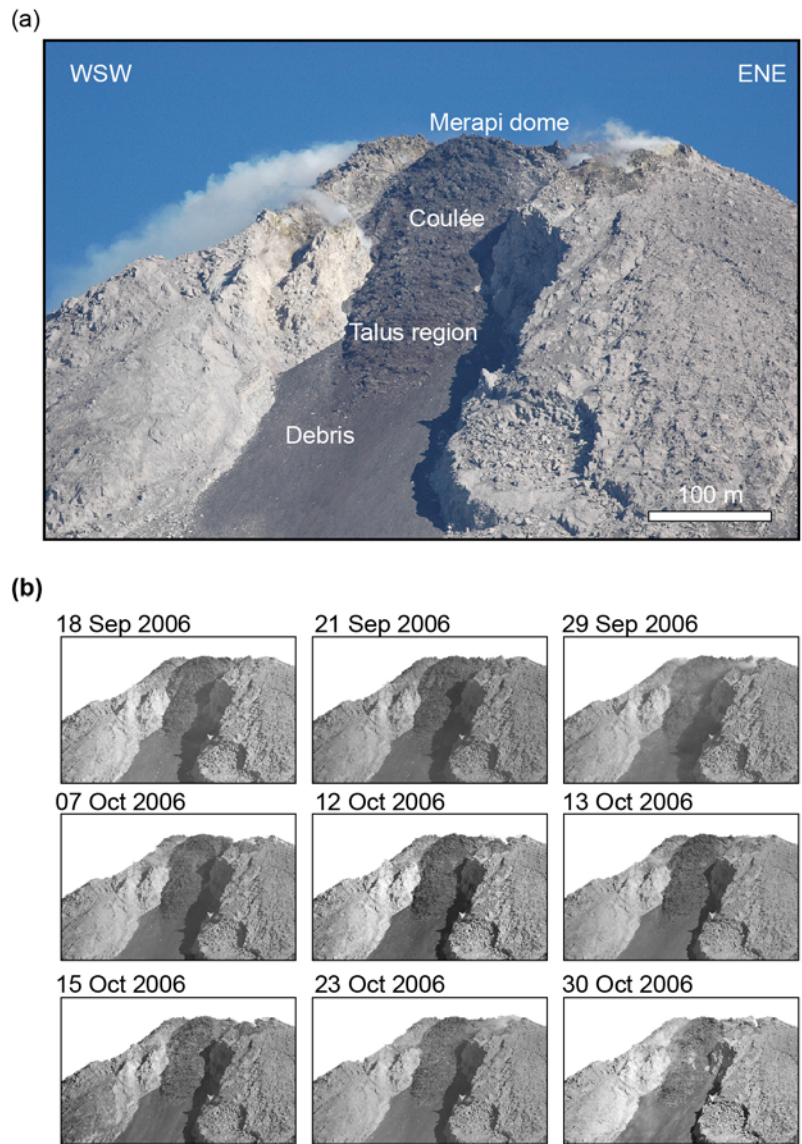 (a)
WSW ENE
Merapi dome
Coulée
Talus region
Debris
100 m
(b)
18 Sep 2006 21 Sep 2006 29 Sep 2006
07 Oct 2006 12 Oct 2006 13 Oct 2006
15 Oct 2006 23 Oct 2006 30 Oct 2006